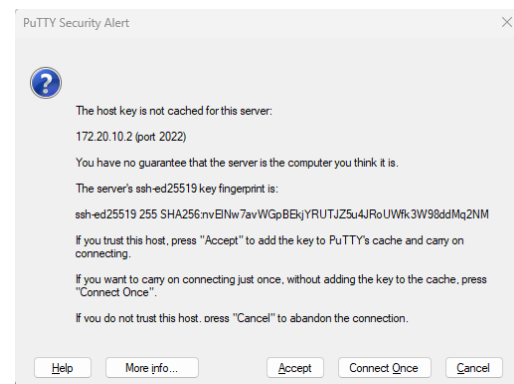 PuTTY Security Alert
The host key is not cached for this server:
172.20.10.2 (port 2022)
You have no guarantee that the server is the computer you think it is.
The server's ssh-ed25519 key fingerprint is:
ssh-ed25519 255 SHA256:nvElNw7avWGpBEkjYRUTJZ5u4JRoUWfk3W98ddMq2NM
If you trust this host, press "Accept" to add the key to PuTTY's cache and carry on
connecting.
If you want to carry on connecting just once, without adding the key to the cache, press
"Connect Once".
If you do not trust this host, press "Cancel" to abandon the connection.
Help More info... Accept Connect Once Cancel